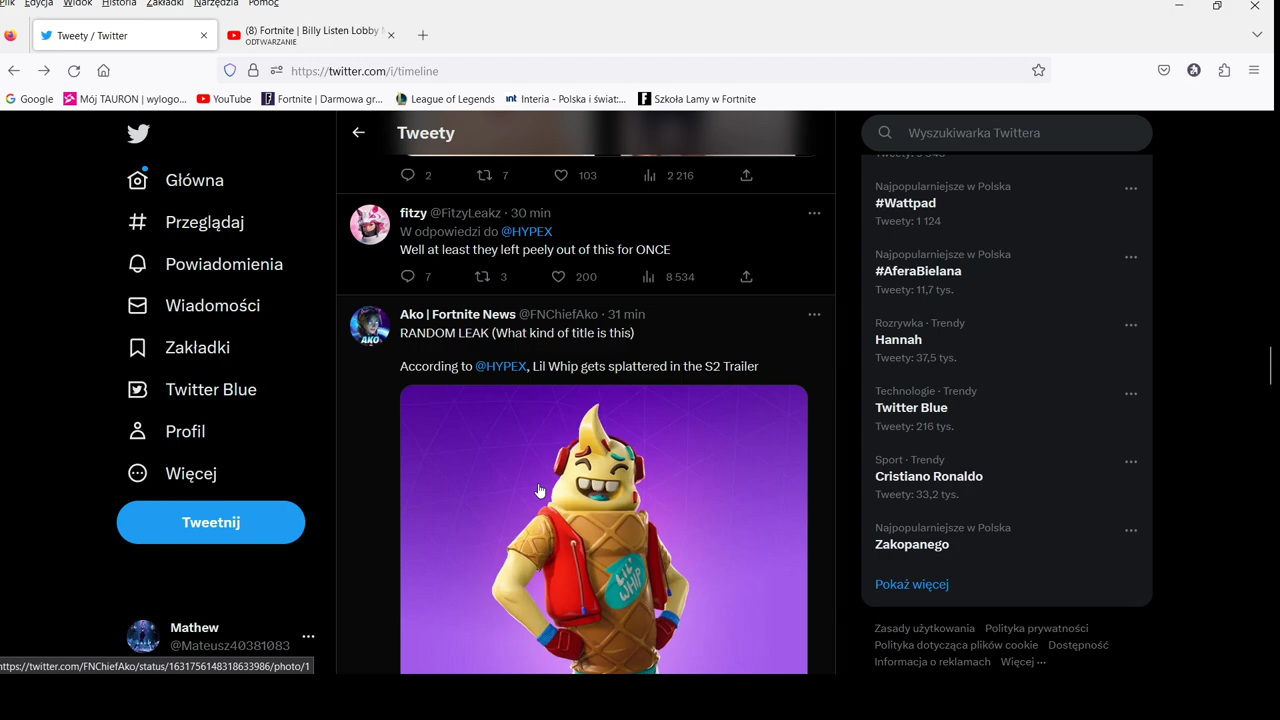 Plik Edycja Widok Historia Zakładki Narzędzia Pomoc
Tweety / Twitter
(8) Fortnite | Billy Listen Lobby
ODTWARZANIE
https://twitter.com/i/timeline
Google
Mój TAURON (wylogo...
YouTube
Fortnite | Darmowa gr...
League of Legends
int Interia - Polska i świat:...
Szkoła Lamy w Fortnite
Główna
Przeglądaj
Powiadomienia
Wiadomości
Zakładki
Twitter Blue
Profil
Więcej
Tweetnij
Mathew
@Mateusz40381083
https://twitter.com/FNChiefAko/status/1631756148318633986/photo/1
Tweety
2 7 103 2 216
fitzy @FitzyLeakz · 30 min
W odpowiedzi do @HYPEX
Well at least they left peely out of this for ONCE
7 3 200 8 534
Ako | Fortnite News @FNChiefAko · 31 min
RANDOM LEAK (What kind of title is this)
According to @HYPEX, Lil Whip gets splattered in the S2 Trailer
AKO
LIL'
WHIP
Wyszukiwarka Twittera
Najpopularniejsze w Polska
#Wattpad
Tweety: 1 124
Najpopularniejsze w Polska
#AferaBielana
Tweety: 11,7 tys.
Rozrywka · Trendy
Hannah
Tweety: 37,5 tys.
Technologie · Trendy
Twitter Blue
Tweety: 216 tys.
Sport · Trendy
Cristiano Ronaldo
Tweety: 33,2 tys.
Najpopularniejsze w Polska
Zakopanego
Pokaż więcej
Zasady użytkowania Polityka prywatności
Polityka dotycząca plików cookie Dostępność
Informacja o reklamach Więcej ···